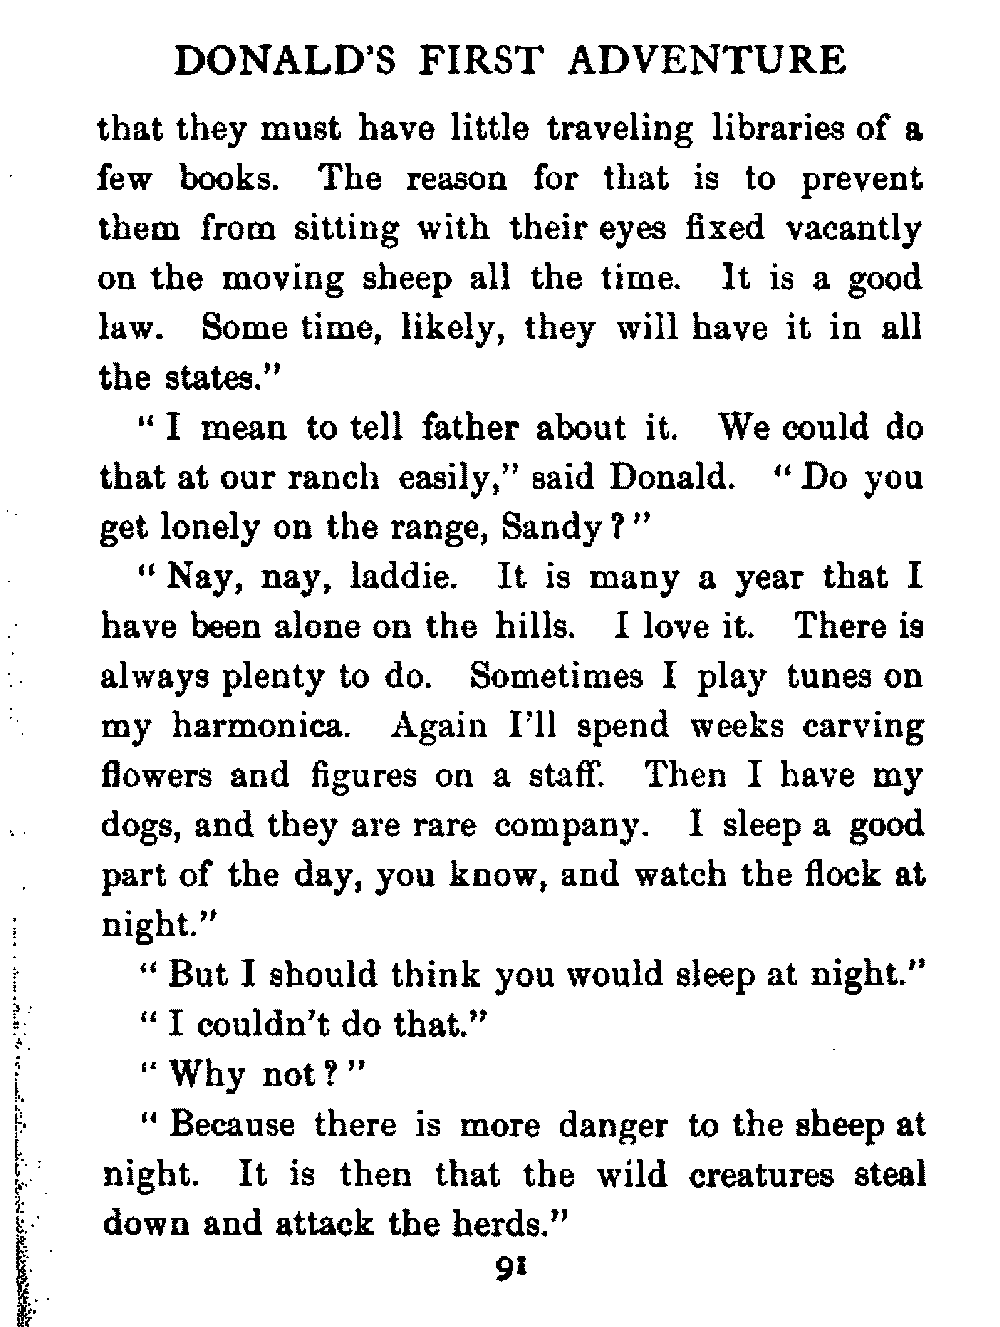 DONALD'S FIRST ADVENTURE
that they must have little traveling libraries of a
few books. The reason for that is to prevent
them from sitting with their eyes fixed vacantly
on the moving sheep all the time. It is a good
law. Some time, likely, they will have it in all
the states."
" I mean to tell father about it. We could do
that at our ranch easily," said Donald. " Do you
get lonely on the range, Sandy ? "
" Nay, nay, laddie. It is many a year that I
have been alone on the hills. I love it. There is
always plenty to do. Sometimes I play tunes on
my harmonica. Again I'll spend weeks carving
flowers and figures on a staff. Then I have my
dogs, and they are rare company. I sleep a good
part of the day, you know, and watch the flock at
night."
" But I should think you would sleep at night."
" I couldn't do that."
" Why not ? "
" Because there is more danger to the sheep at
night. It is then that the wild creatures steal
down and attack the herds."
91